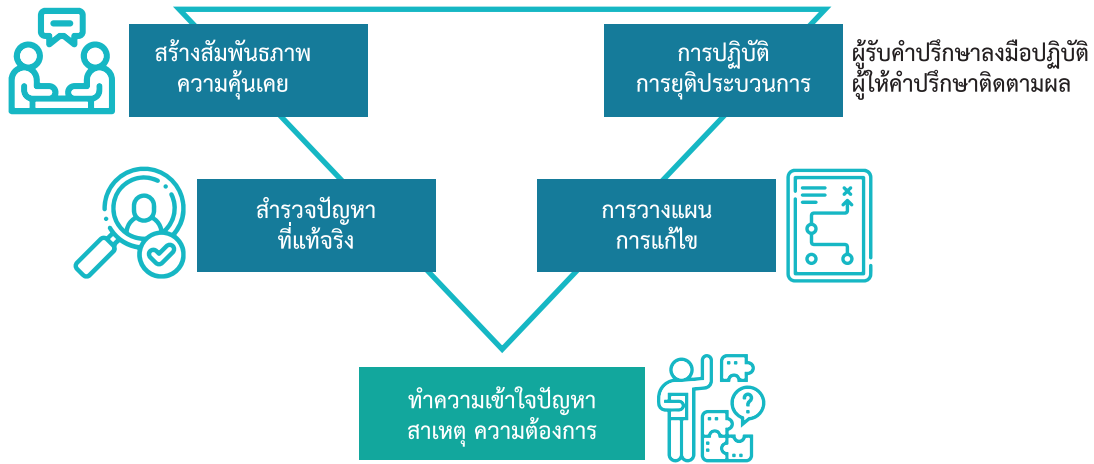 สร้างสัมพันธภาพ
ความคุ้นเคย
การปฏิบัติ
การยุติประบวนการ
ผู้รับคำปรึกษาลงมือปฏิบัติ
ผู้ให้คำปรึกษาติดตามผล
สำรวจปัญหา
ที่แท้จริง
การวางแผน
การแก้ไข
ทำความเข้าใจปัญหา
สาเหตุ ความต้องการ